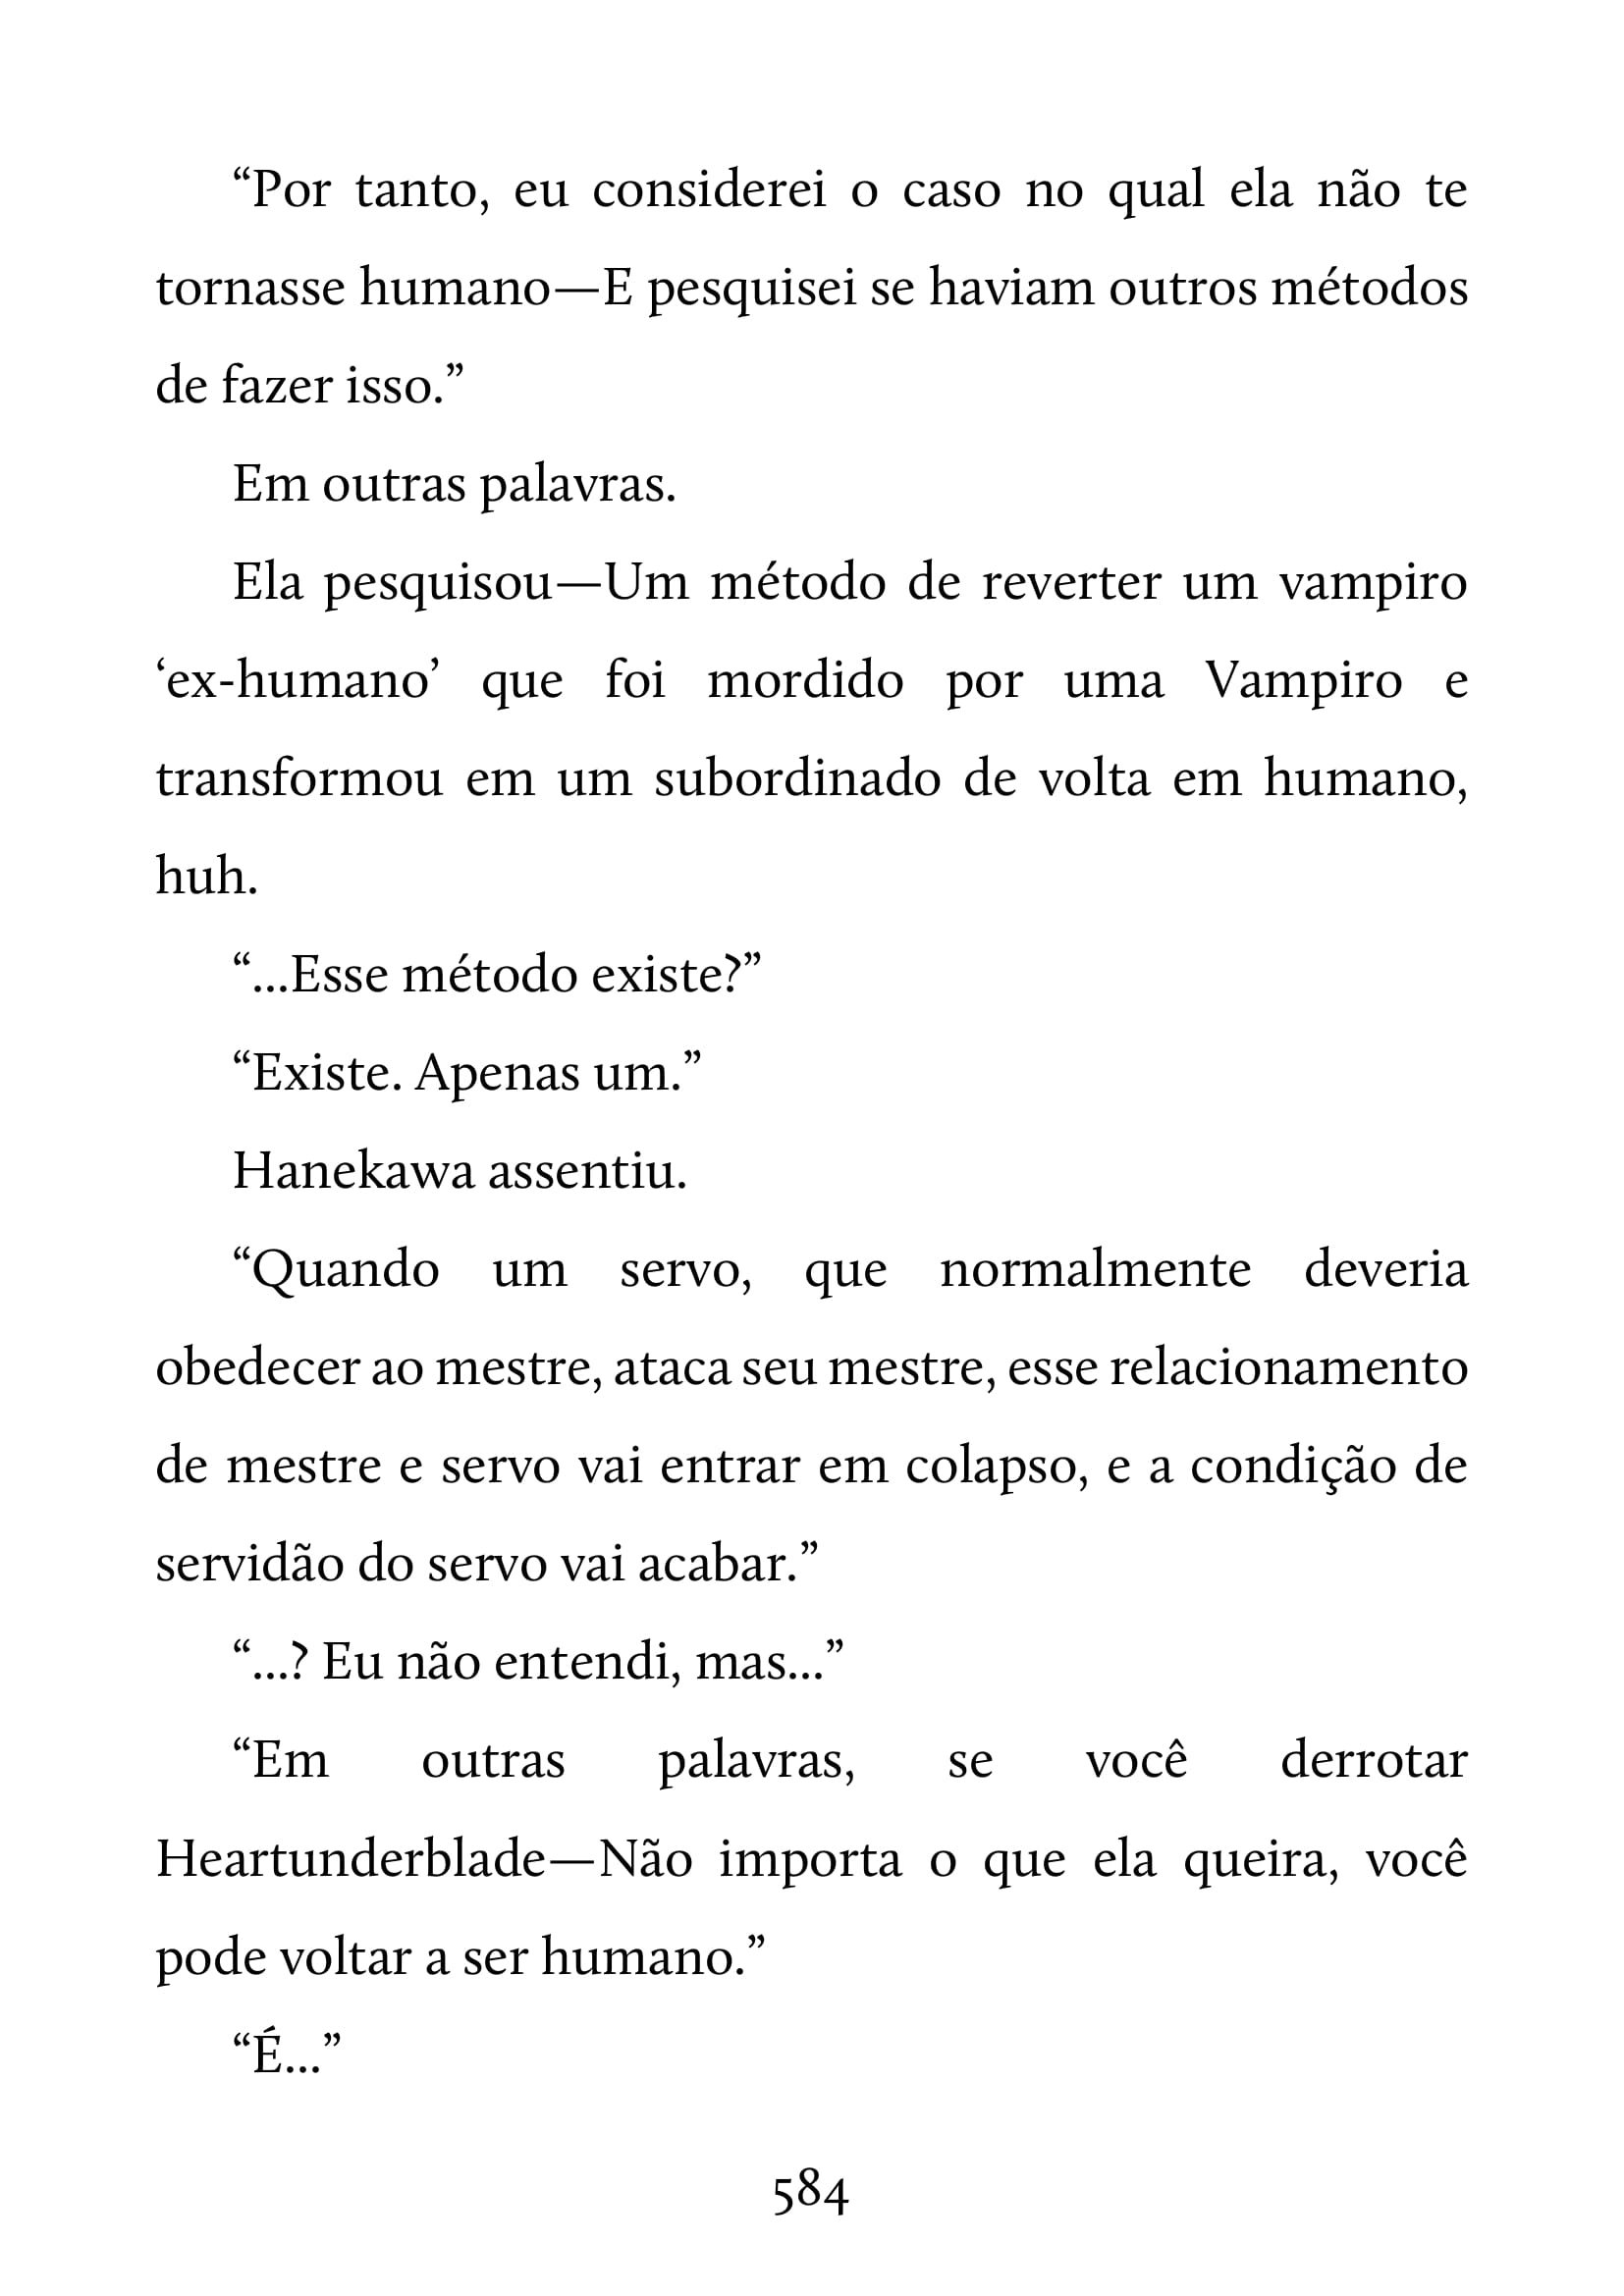 “Por tanto, eu considerei o caso no qual ela não te
tornasse humano—E pesquisei se haviam outros métodos
de fazer isso.”
Em outras palavras.
Ela pesquisou—Um método de reverter um vampiro
‘ex-humano’ que foi mordido por uma Vampiro e
transformou em um subordinado de volta em humano,
huh.
“...Esse método existe?”
“Existe. Apenas um.”
Hanekawa assentiu.
“Quando um servo, que normalmente deveria
obedecer ao mestre, ataca seu mestre, esse relacionamento
de mestre e servo vai entrar em colapso, e a condição de
servidão do servo vai acabar.”
“...? Eu não entendi, mas...”
“Em outras palavras, se você derrotar
Heartunderblade—Não importa o que ela queira, você
pode voltar a ser humano.”
“É...”
584